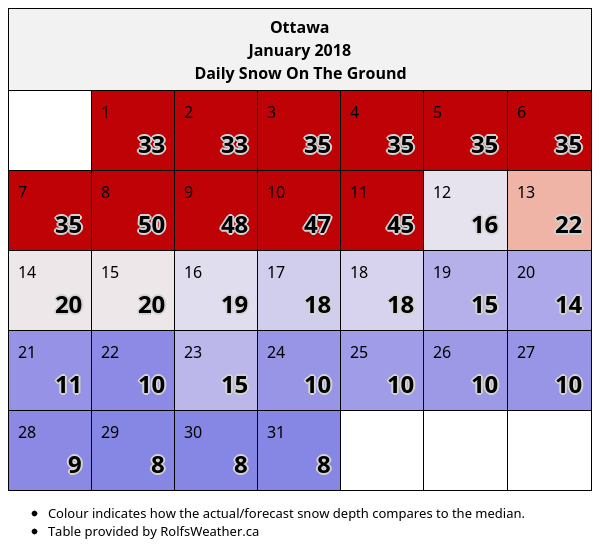 Ottawa
January 2018
Daily Snow On The Ground
1 2 3 4 5 6
33 33 35 35 35 35
7 8 9 10 11 12 13
35 50 48 47 45 16 22
14 15 16 17 18 19 20
20 20 19 18 18 15 14
21 22 23 24 25 26 27
11 10 15 10 10 10 10
28 29 30 31
9 8 8 8
• Colour indicates how the actual/forecast snow depth compares to the median.
• Table provided by RolfsWeather.ca